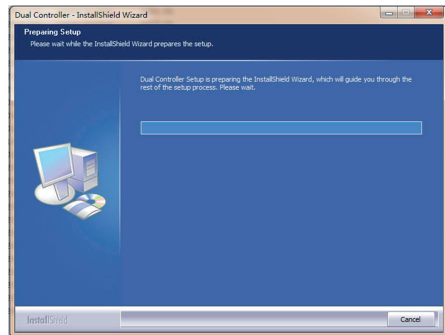 Dual Controller - InstallShield Wizard
Preparing Setup
Please wait while the InstallShield Wizard prepares the setup.
Dual Controller Setup is preparing the InstallShield Wizard, which will guide you through the
rest of the setup process. Please wait.
InstallShield
Cancel